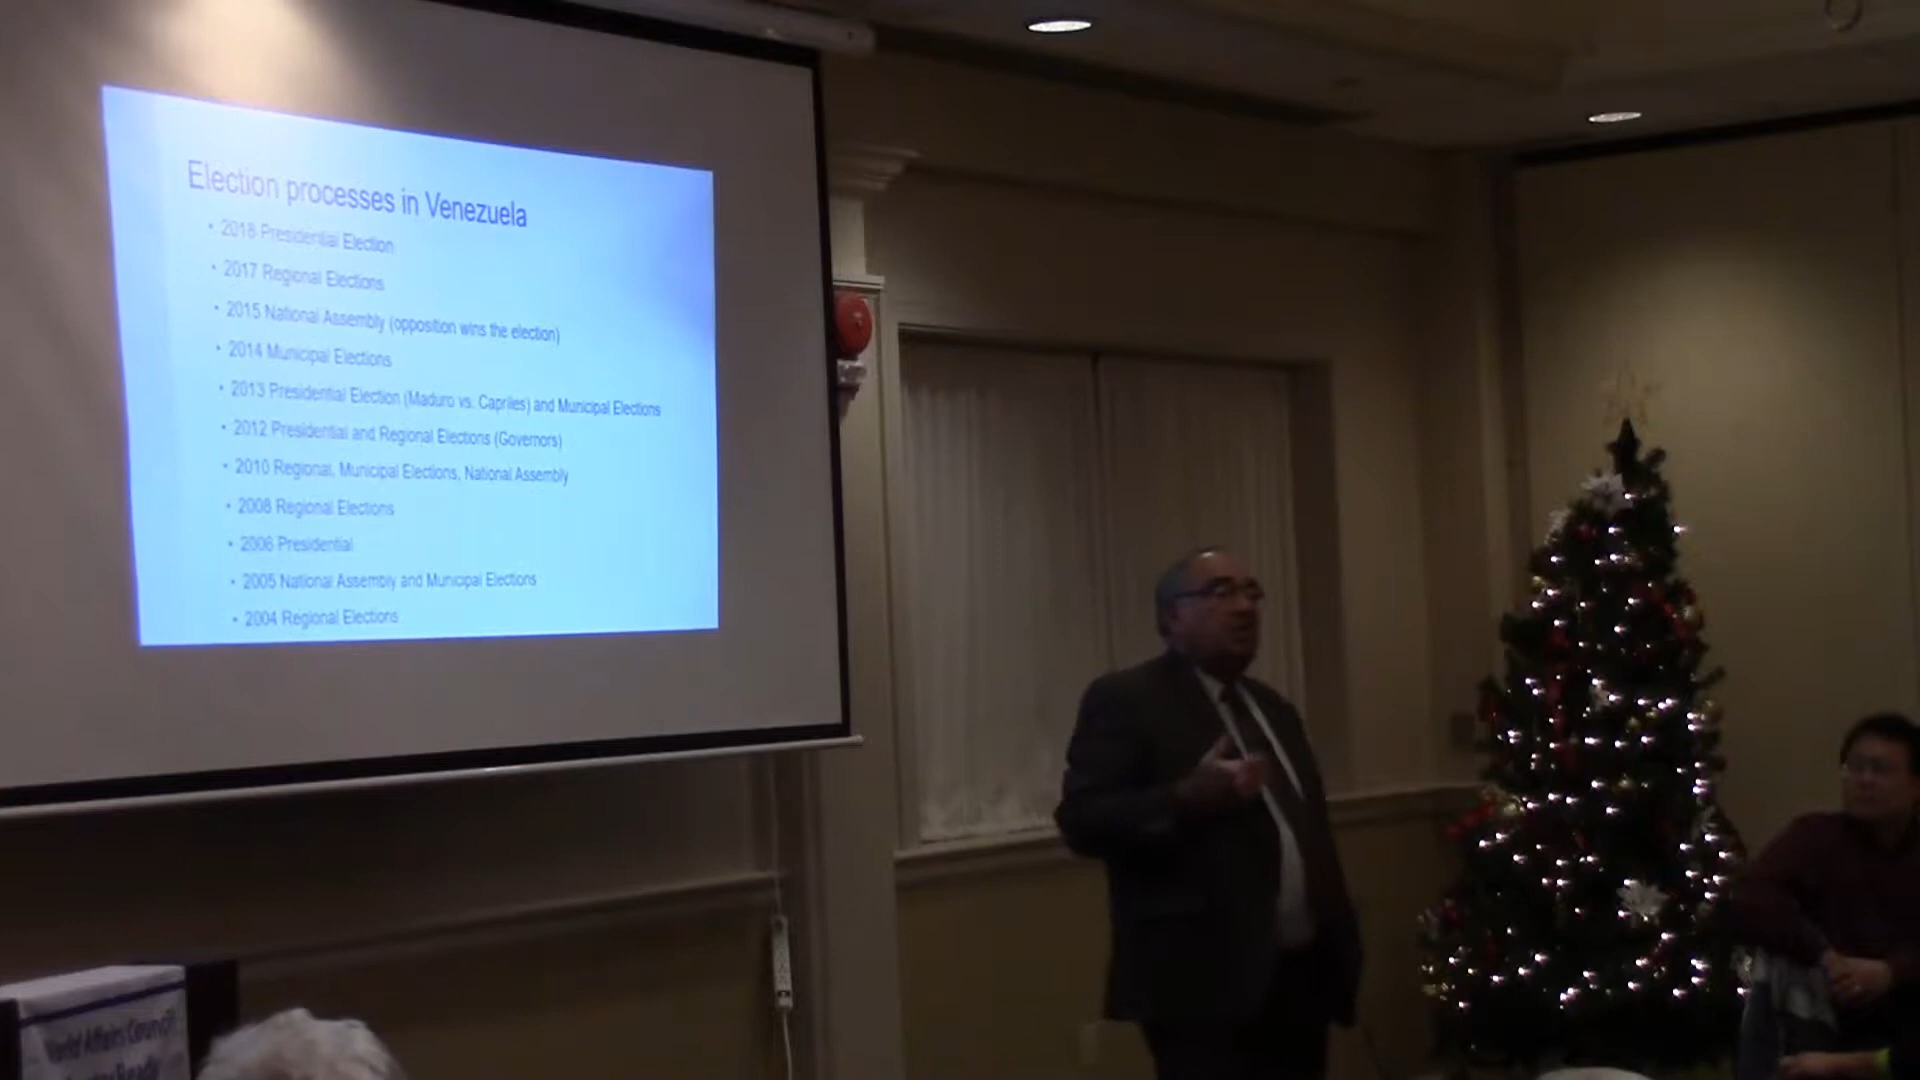 Election processes in Venezuela
• 2018 Presidential Election
• 2017 Regional Elections
• 2015 National Assembly (opposition wins the election)
• 2014 Municipal Elections
• 2013 Presidential Election (Maduro vs. Capriles) and Municipal Elections
• 2012 Presidential and Regional Elections (Governors)
• 2010 Regional, Municipal Elections, National Assembly
• 2008 Regional Elections
• 2006 Presidential
• 2005 National Assembly and Municipal Elections
• 2004 Regional Elections
World Affairs Council